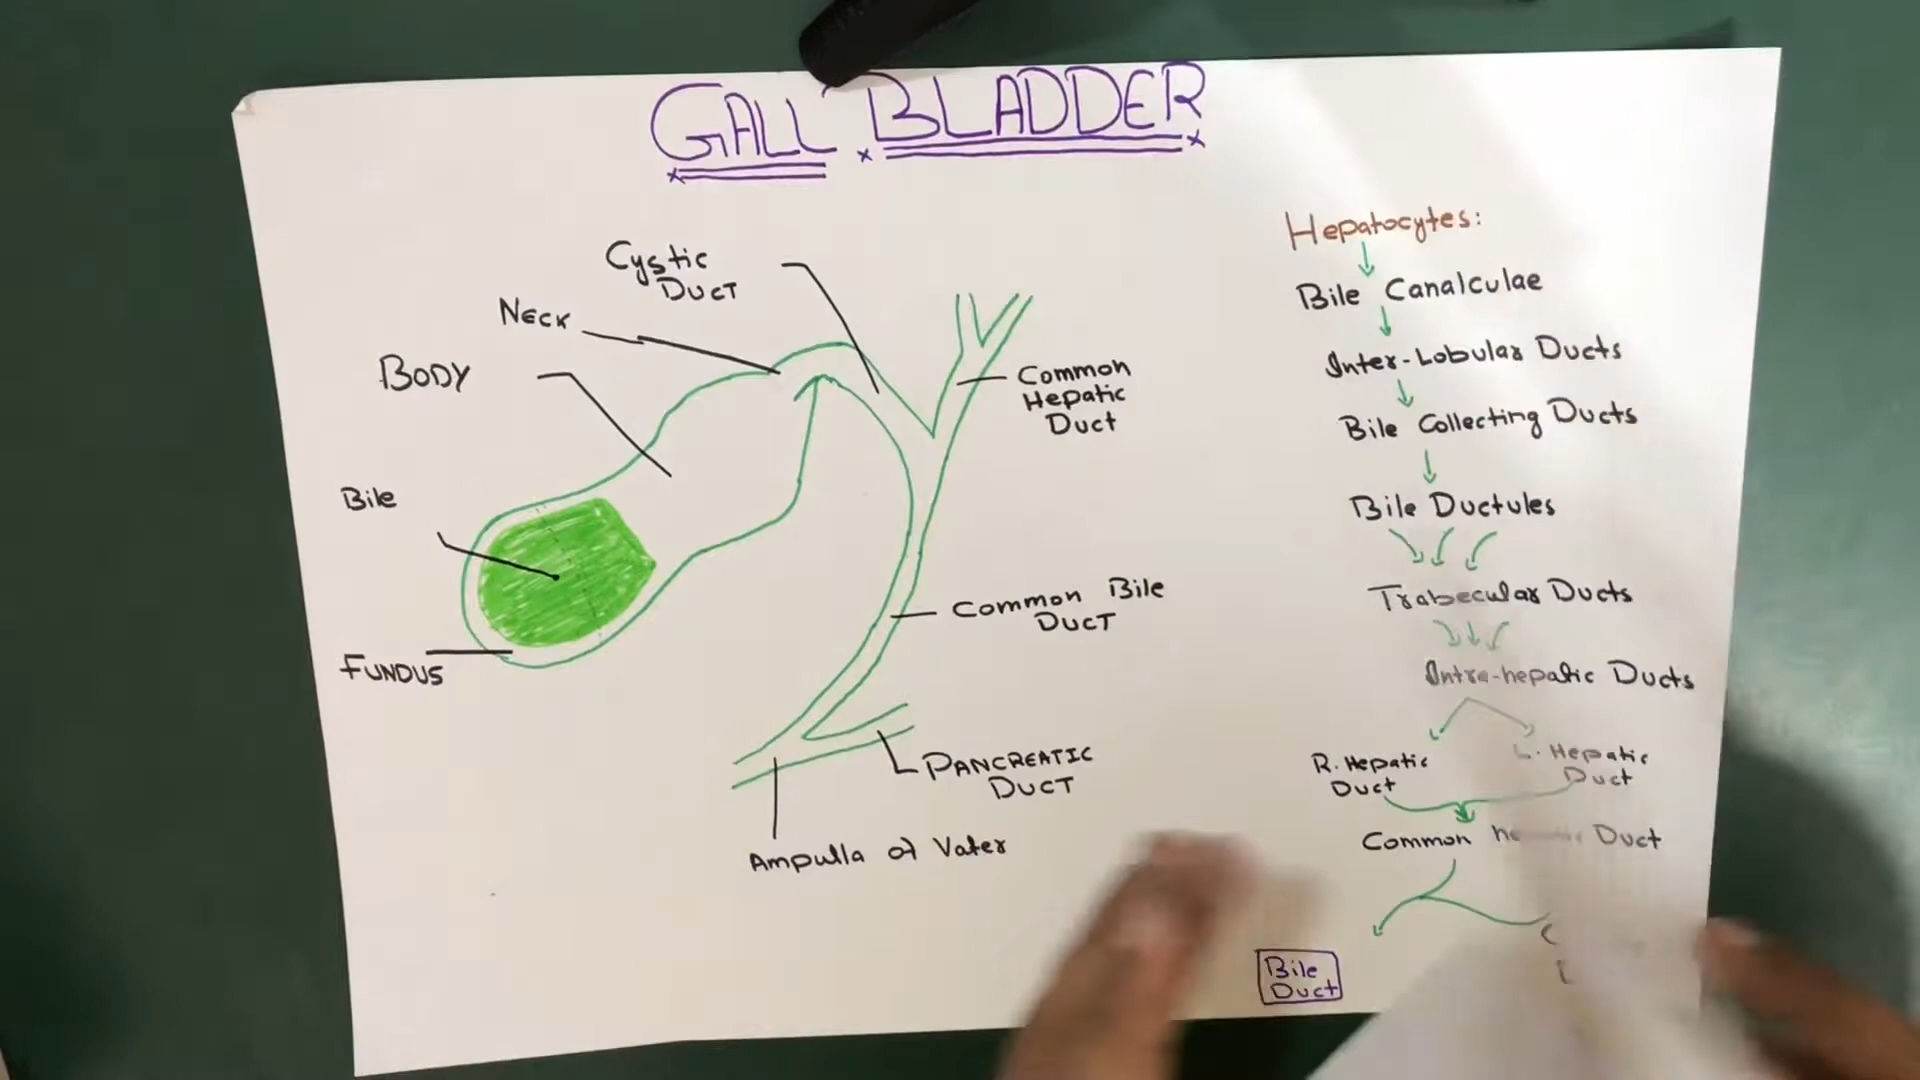 GALL BLADDER
Cystic
DUCT
NECK
BODY
Bile
FUNDUS
Common
Hepatic
Duct
Common Bile
DUCT
PANCREATIC
DUCT
Ampulla of Vater
Hepatocytes:
Bile Canalculae
Inter-Lobular Ducts
Bile Collecting Ducts
Bile Ductules
Trabecular Ducts
Intra-hepatic Ducts
R. Hepatic
Duct
L. Hepatic
Duct
Common Duct
Bile
Duct